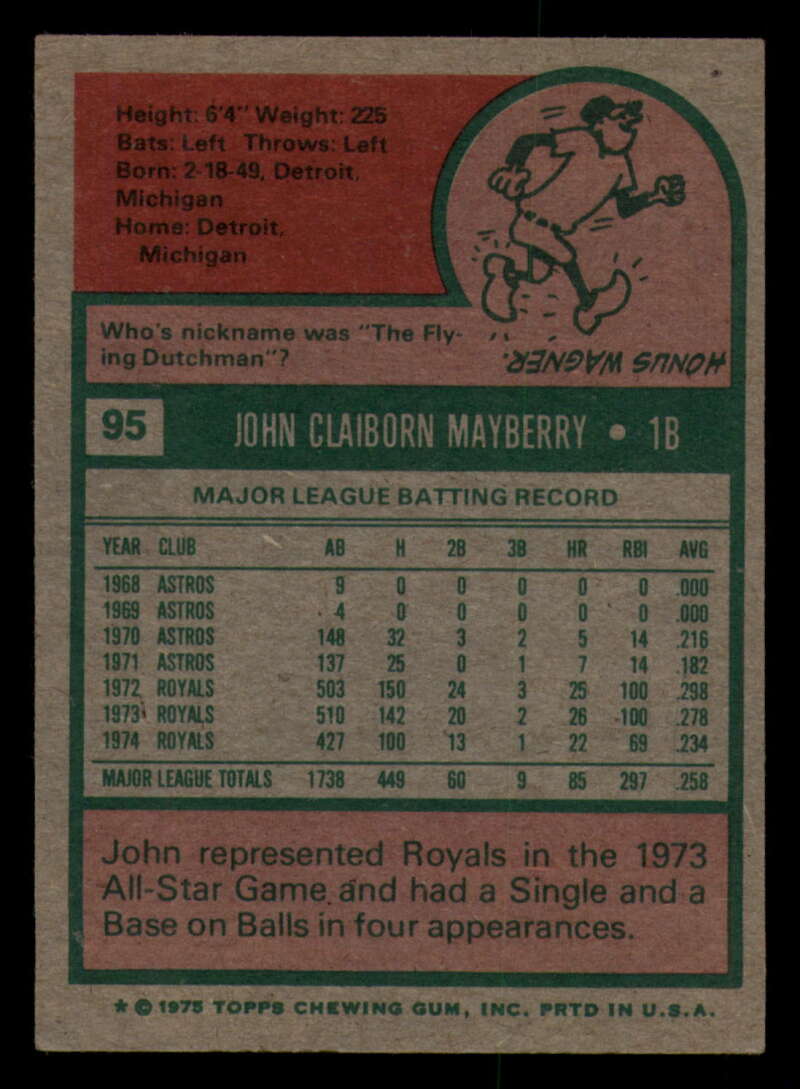 Height: 6'4" Weight: 225
Bats: Left Throws: Left
Born: 2-18-49, Detroit,
Michigan
Home: Detroit,
Michigan
Who's nickname was "The Fly-
ing Dutchman"?
HONUS WAGNER.
95 JOHN CLAIBORN MAYBERRY • 1B
MAJOR LEAGUE BATTING RECORD
YEAR CLUB AB H 2B 3B HR RBI AVG
1968 ASTROS 9 0 0 0 0 0 .000
1969 ASTROS 4 0 0 0 0 0 .000
1970 ASTROS 148 32 3 2 5 14 .216
1971 ASTROS 137 25 0 1 7 14 .182
1972 ROYALS 503 150 24 3 25 100 .298
1973 ROYALS 510 142 20 2 26 100 .278
1974 ROYALS 427 100 13 1 22 69 .234
MAJOR LEAGUE TOTALS 1738 449 60 9 85 297 .258
John represented Royals in the 1973
All-Star Game and had a Single and a
Base on Balls in four appearances.
* © 1975 TOPPS CHEWING GUM, INC. PRTD IN U.S.A.